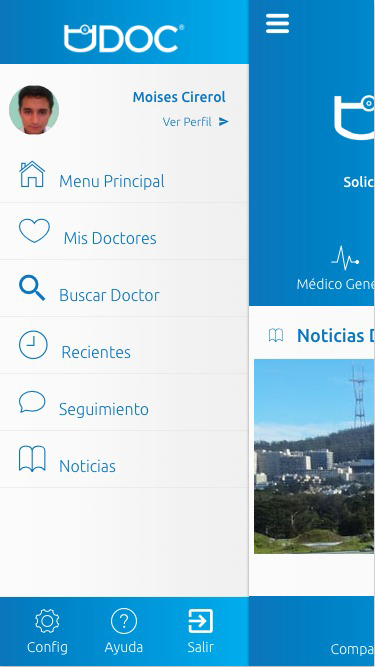 UDOC®
Moises Cirerol
Ver Perfil
Menu Principal
Mis Doctores
Buscar Doctor
Recientes
Seguimiento
Noticias
Config
Ayuda
Salir
Solic
Médico Gene
Noticias D
Compa